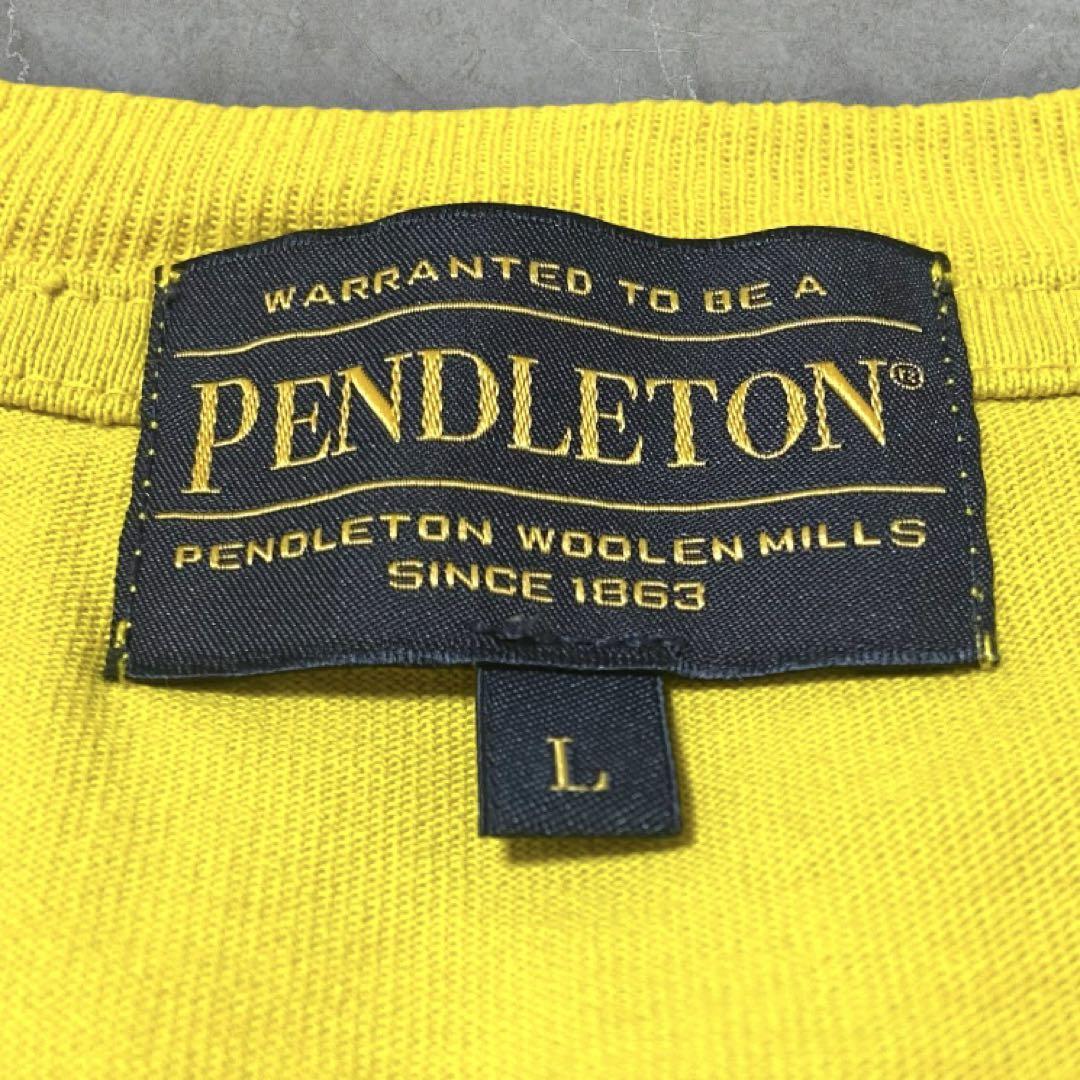 WARRANTED TO BE A
PENDLETON®
PENDLETON WOOLEN MILLS
SINCE 1863
L